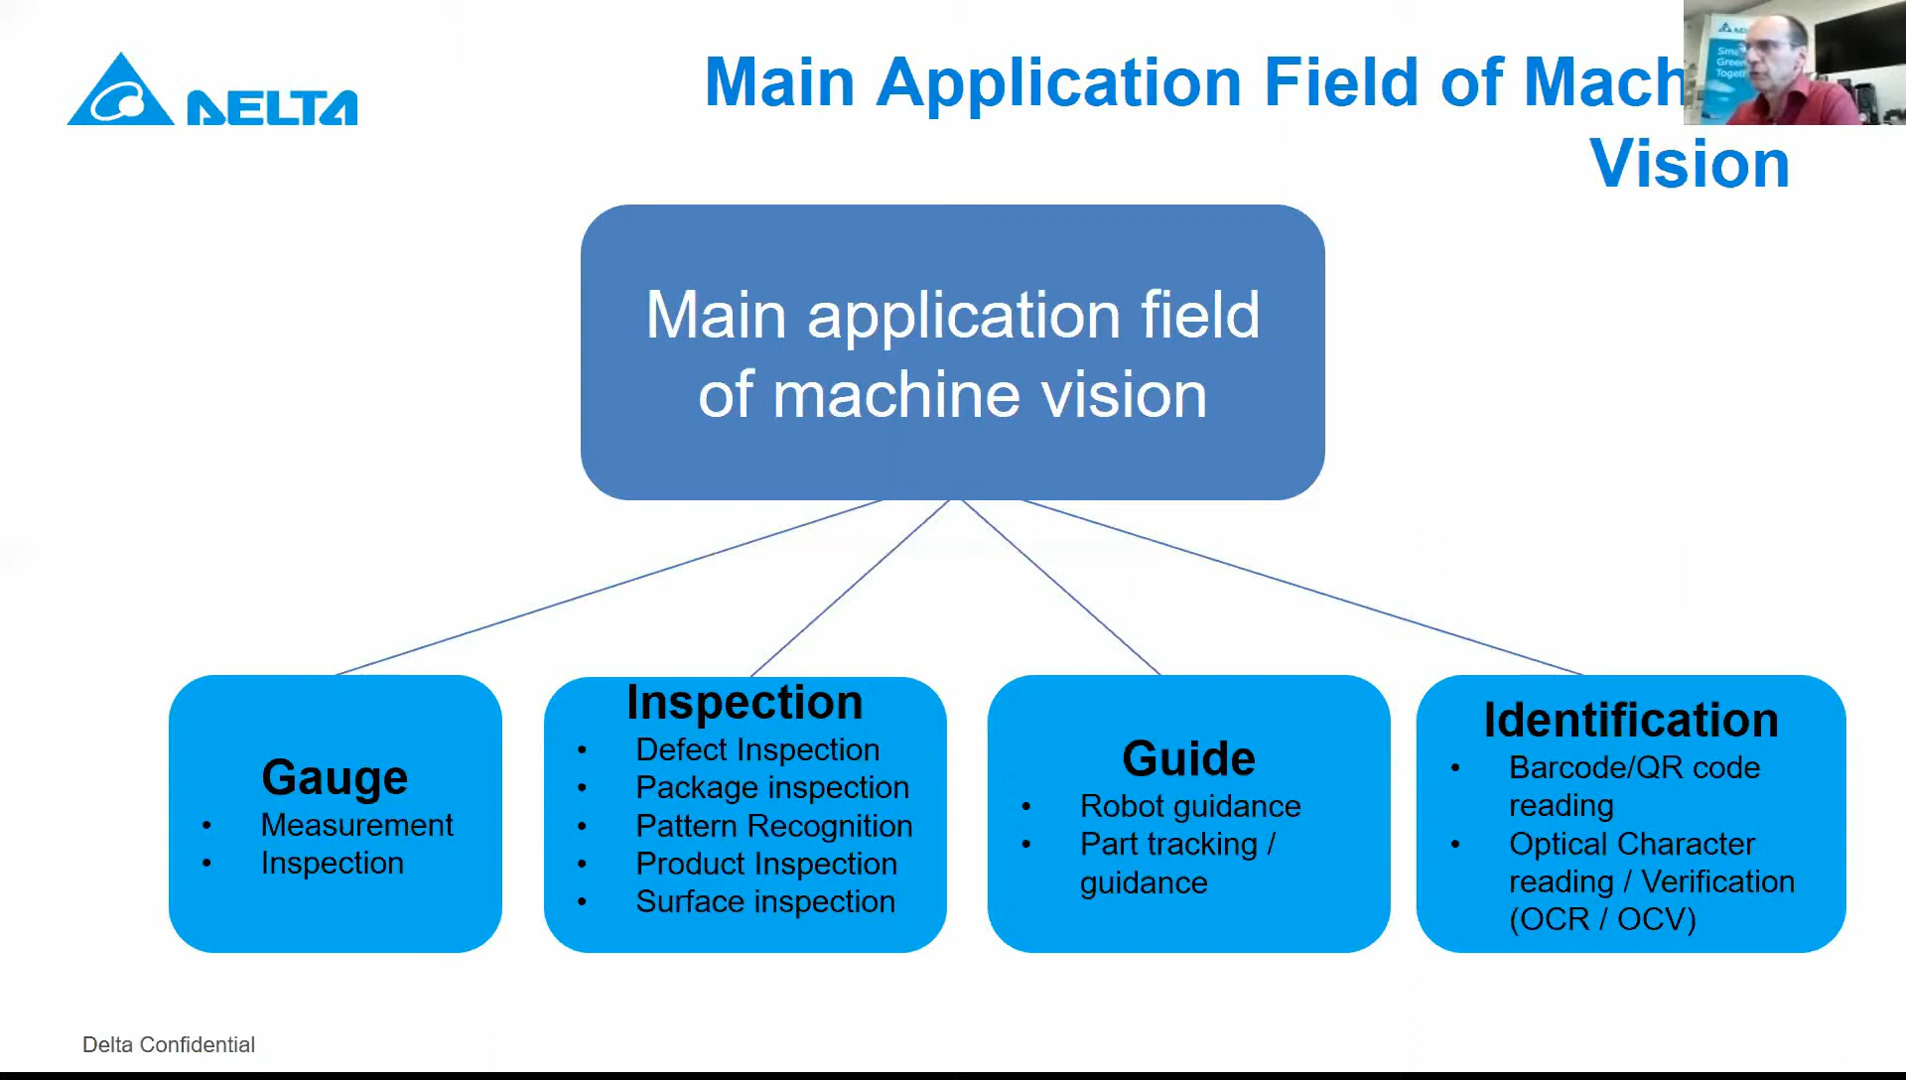 DELTA
Main Application Field of Mach
Vision
Main application field
of machine vision
Gauge
• Measurement
• Inspection
Inspection
• Defect Inspection
• Package inspection
• Pattern Recognition
• Product Inspection
• Surface inspection
Guide
• Robot guidance
• Part tracking /
guidance
Identification
• Barcode/QR code
reading
• Optical Character
reading / Verification
(OCR / OCV)
Delta Confidential